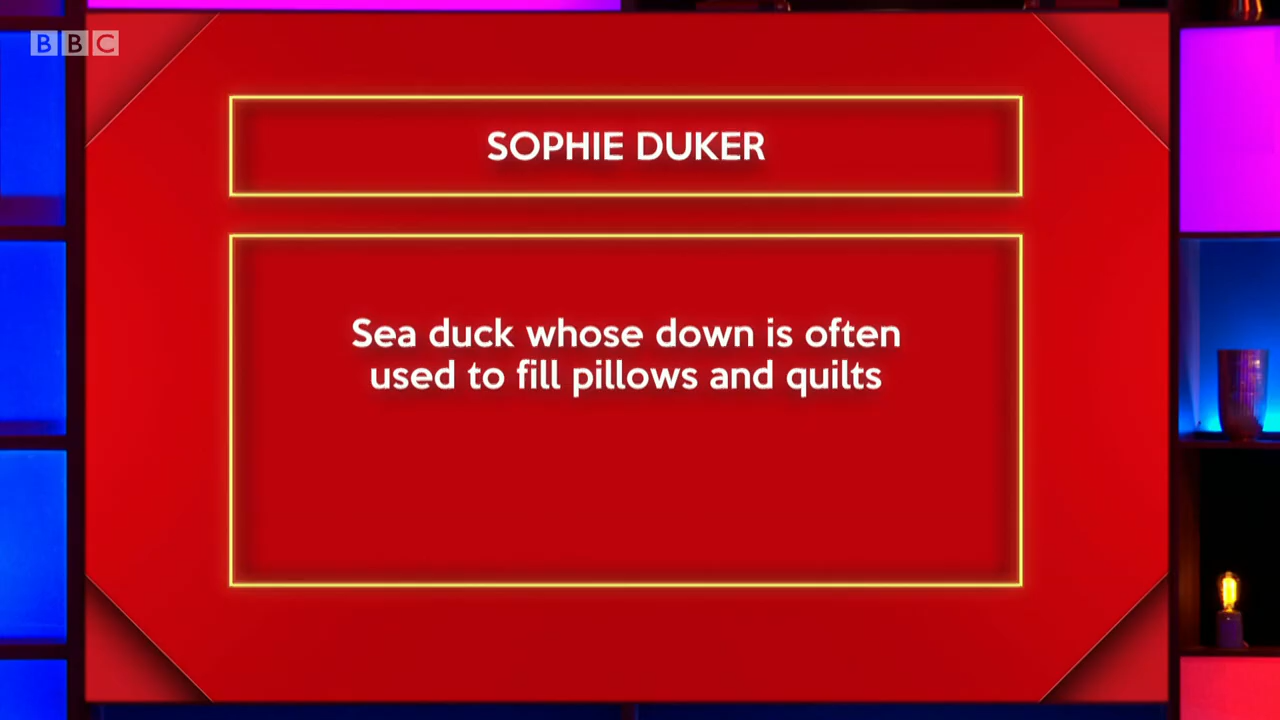 BBC
SOPHIE DUKER
Sea duck whose down is often
used to fill pillows and quilts